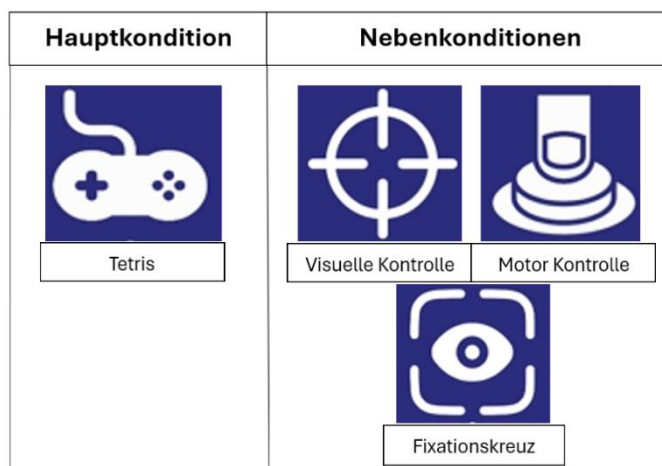 Hauptkondition
Nebenkonditionen
Tetris
Visuelle Kontrolle
Motor Kontrolle
Fixationskreuz